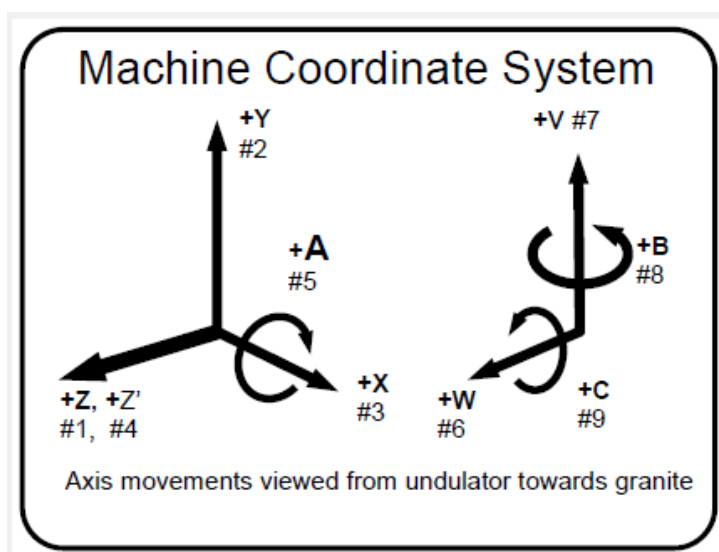 Machine Coordinate System
+Y
#2
+V #7
+A
#5
+B
#8
+Z, +Z’
#1, #4
+X
#3
+W
#6
+C
#9
Axis movements viewed from undulator towards granite